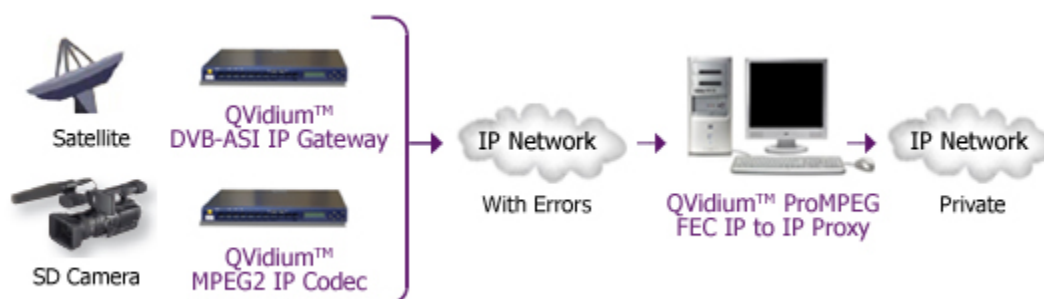 Satellite
QVidium™
DVB-ASI IP Gateway
SD Camera
QVidium™
MPEG2 IP Codec
IP Network
With Errors
QVidium™ ProMPEG
FEC IP to IP Proxy
IP Network
Private